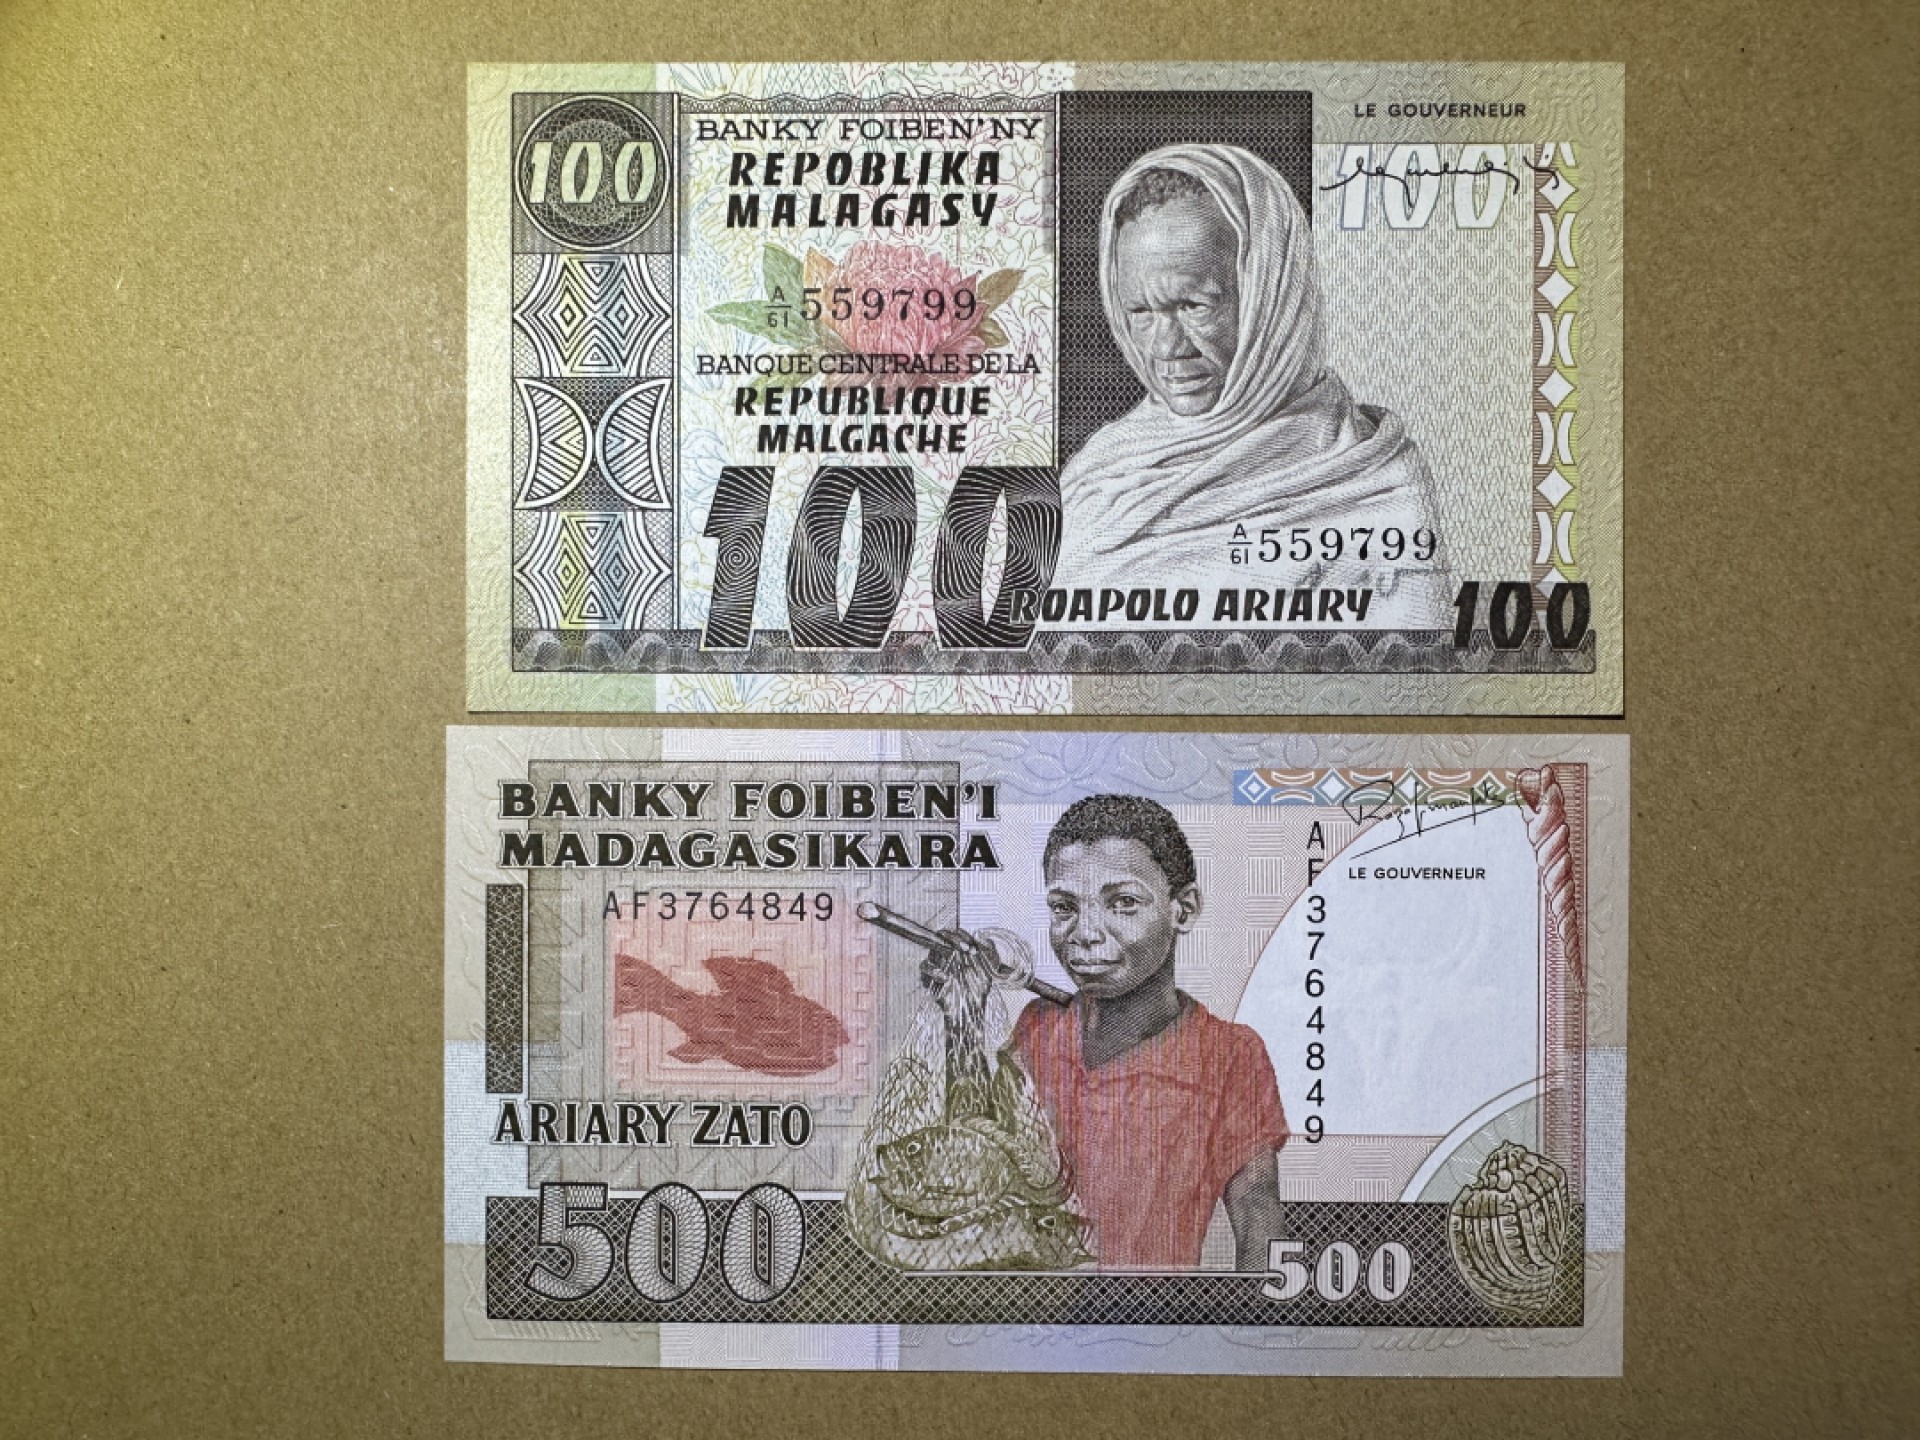 100
BANKY FOIBEN'NY
REPOBLIKA
MALAGASY
A/61 559799
BANQUE CENTRALE DE LA
REPUBLIQUE
MALGACHE
100
LE GOUVERNEUR
100
A/61 559799
ROAPOLO ARIARY
100
BANKY FOIBEN'I
MADAGASIKARA
AF3764849
ARIARY ZATO
500
LE GOUVERNEUR
AF3764849
500